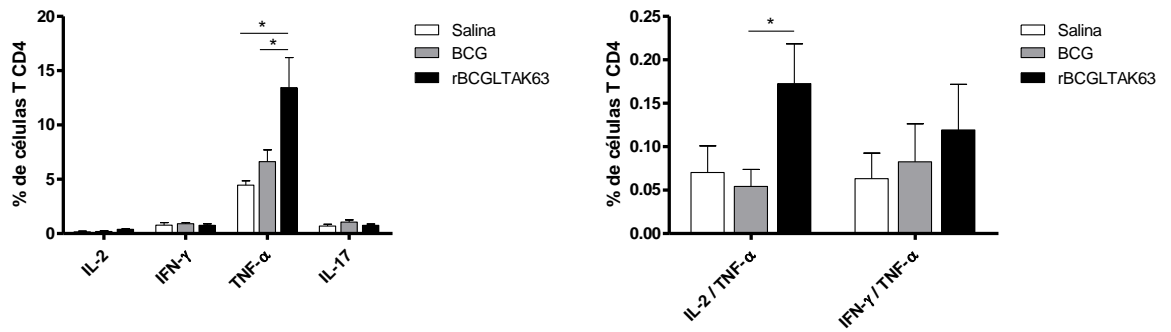 % de células T CD4
20
15
10
5
0
*
*
IL-2
IFN-γ
TNF-α
IL-17
Salina
BCG
rBCGLTAK63
% de células T CD4
0.25
0.20
0.15
0.10
0.05
0.00
*
IL-2 / TNF-α
IFN-γ / TNF-α
Salina
BCG
rBCGLTAK63